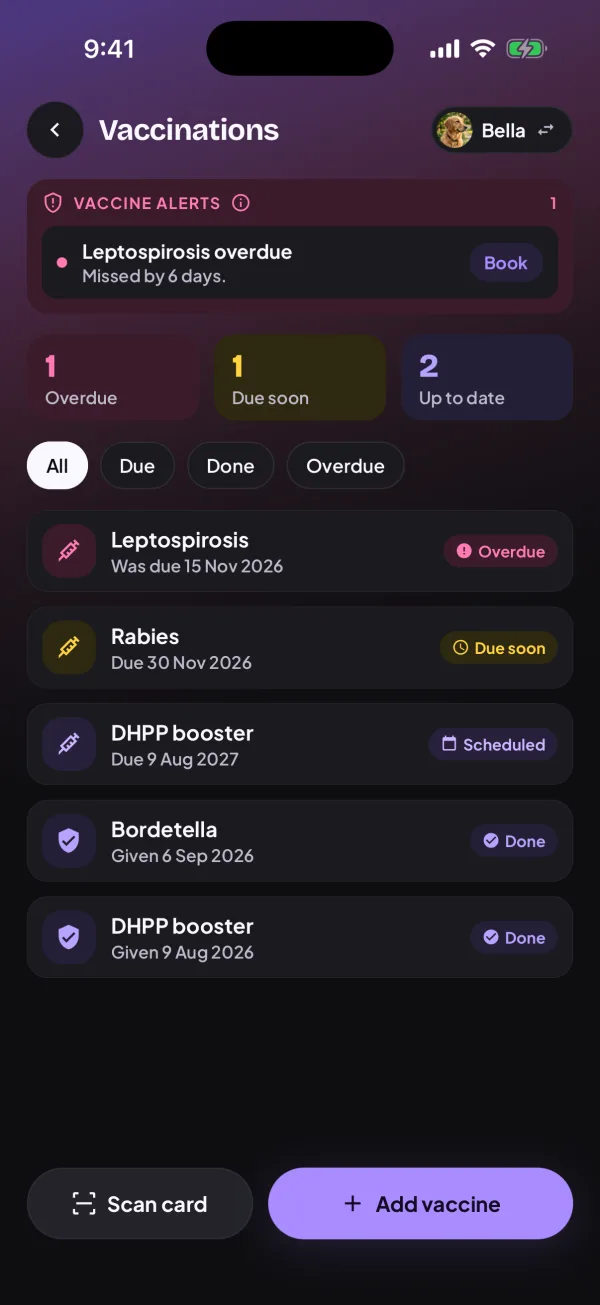 9:41
Vaccinations
Bella
VACCINE ALERTS
1
Leptospirosis overdue
Missed by 6 days.
Book
1
Overdue
1
Due soon
2
Up to date
All
Due
Done
Overdue
Leptospirosis
Was due 15 Nov 2026
Overdue
Rabies
Due 30 Nov 2026
Due soon
DHPP booster
Due 9 Aug 2027
Scheduled
Bordetella
Given 6 Sep 2026
Done
DHPP booster
Given 9 Aug 2026
Done
Scan card
Add vaccine